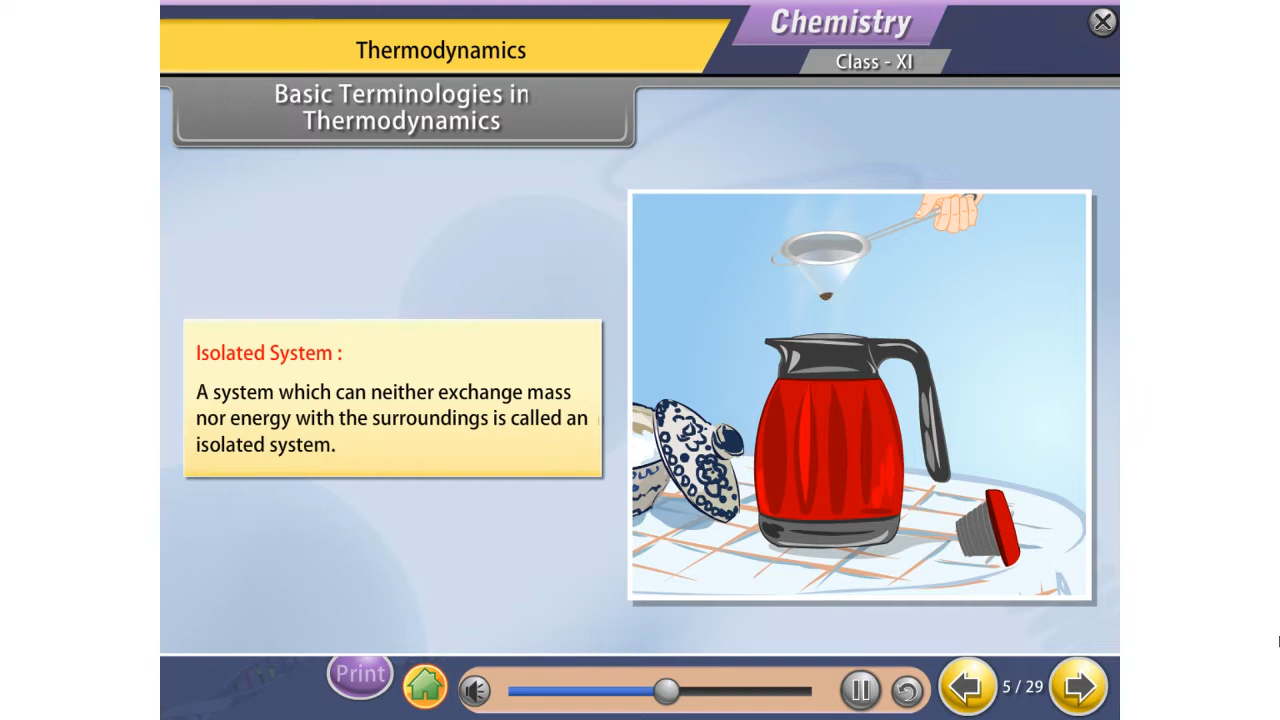 Chemistry
Thermodynamics
Class - XI
Basic Terminologies in
Thermodynamics
Isolated System :
A system which can neither exchange mass
nor energy with the surroundings is called an
isolated system.
Print
5 / 29